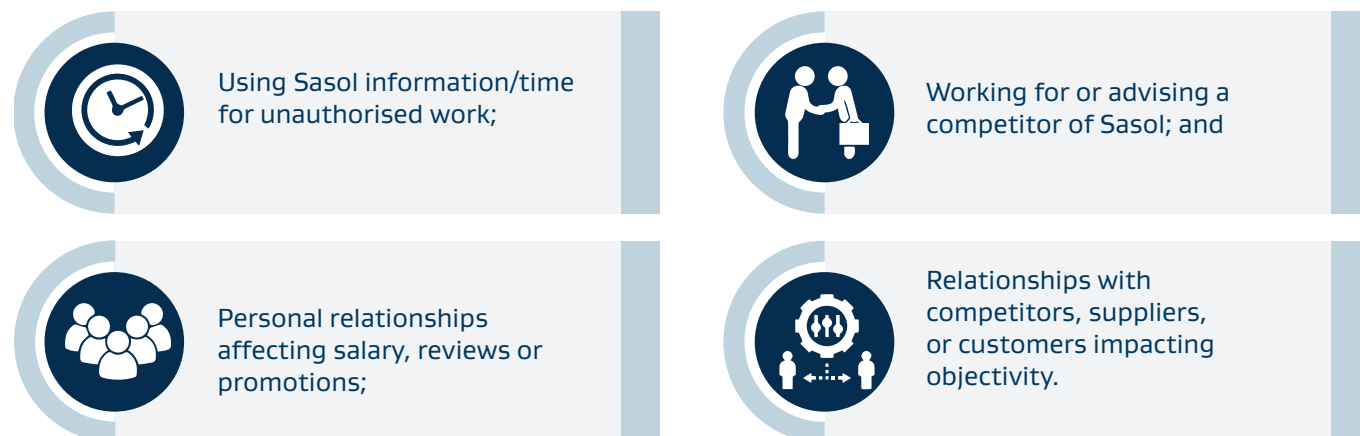 Using Sasol information/time
for unauthorised work;
Personal relationships
affecting salary, reviews or
promotions;
Working for or advising a
competitor of Sasol; and
Relationships with
competitors, suppliers,
or customers impacting
objectivity.